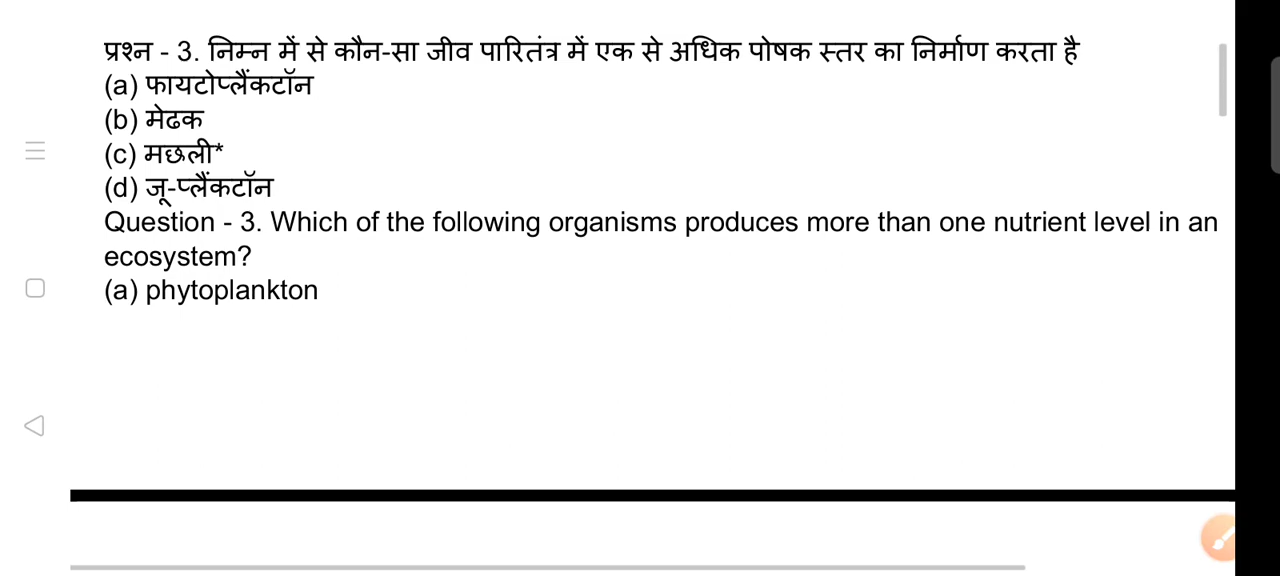 प्रश्न - 3. निम्न में से कौन-सा जीव पारितंत्र में एक से अधिक पोषक स्तर का निर्माण करता है
(a) फायटोप्लैंकटॉन
(b) मेढक
(c) मछली*
(d) जू-प्लैंकटॉन
Question - 3. Which of the following organisms produces more than one nutrient level in an
ecosystem?
(a) phytoplankton